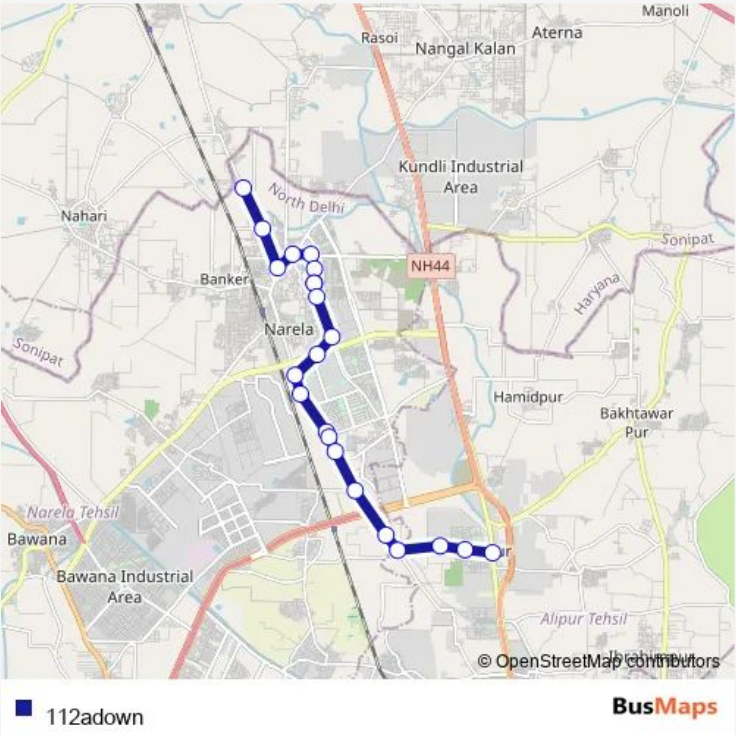 Manoli
Rasoi
Aterna
Nangal Kalan
Kundli Industrial
Area
North Delhi
Nahari
Sonipat
NH44
Banker
Haryana
Narela
Sonipat
Hamidpur
Bakhtawar
Pur
Narela Tehsil
Bawana
Bawana Industrial
Area
Alipur Tehsil
© OpenStreetMap contributors
112adown
BusMaps